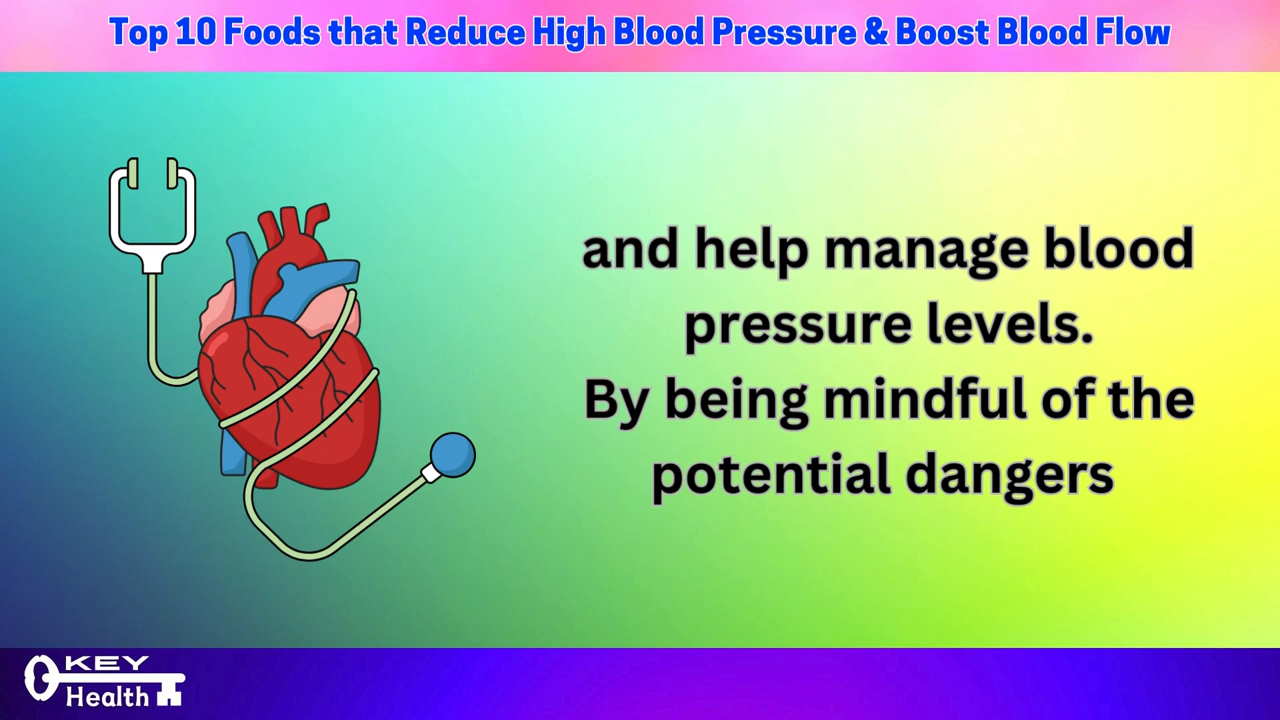 Top 10 Foods that Reduce High Blood Pressure & Boost Blood Flow
and help manage blood
pressure levels.
By being mindful of the
potential dangers
KEY
Health